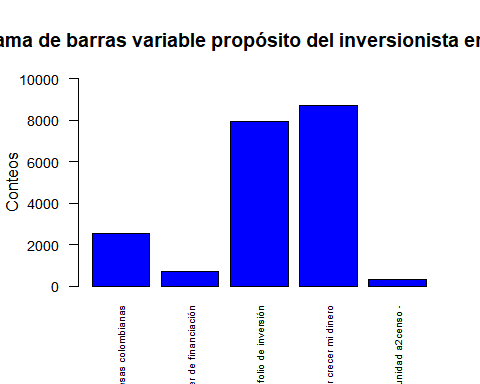 ama de barras variable propósito del inversionista en
Conteos
10000
8000
6000
4000
2000
0
esas colombianas
er de financiación
folio de inversión
r crecer mi dinero
unidad a2censo -